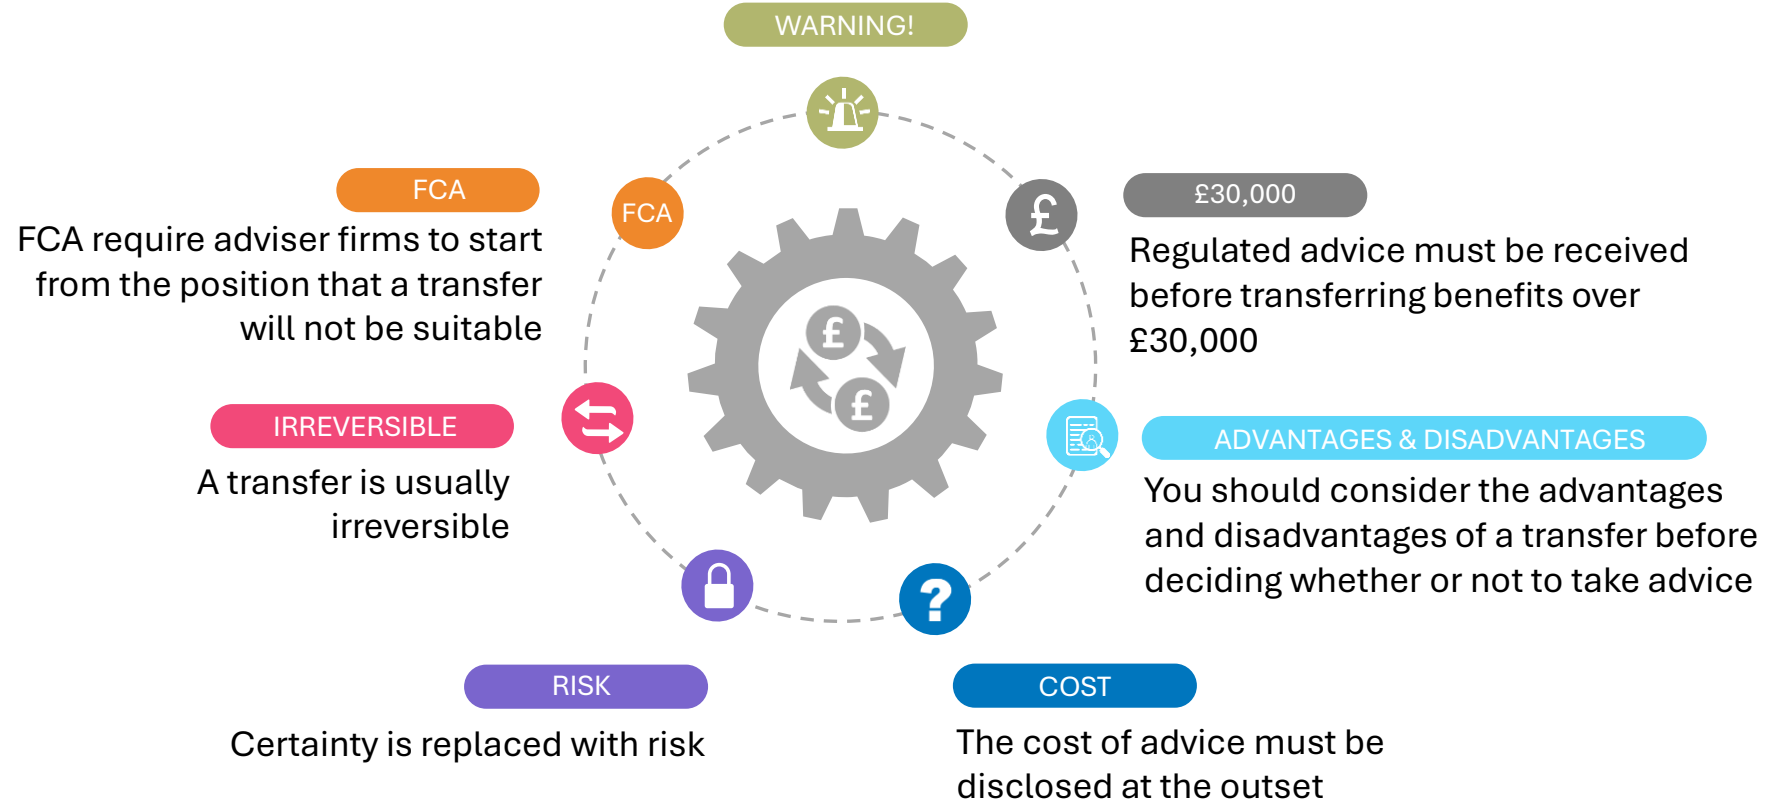 WARNING!
FCA
FCA
FCA require adviser firms to start
from the position that a transfer
will not be suitable
£
£30,000
Regulated advice must be received
before transferring benefits over
£30,000
£
£
IRREVERSIBLE
A transfer is usually
irreversible
ADVANTAGES & DISADVANTAGES
You should consider the advantages
and disadvantages of a transfer before
deciding whether or not to take advice
?
RISK
Certainty is replaced with risk
COST
The cost of advice must be
disclosed at the outset